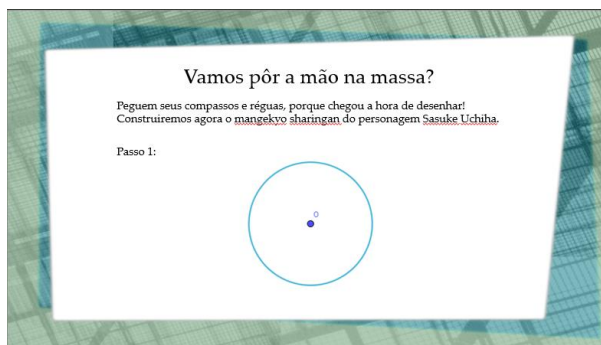 Vamos pôr a mão na massa?
Peguem seus compassos e réguas, porque chegou a hora de desenhar!
Construiremos agora o mangekyo sharingan do personagem Sasuke Uchiha.
Passo 1:
O